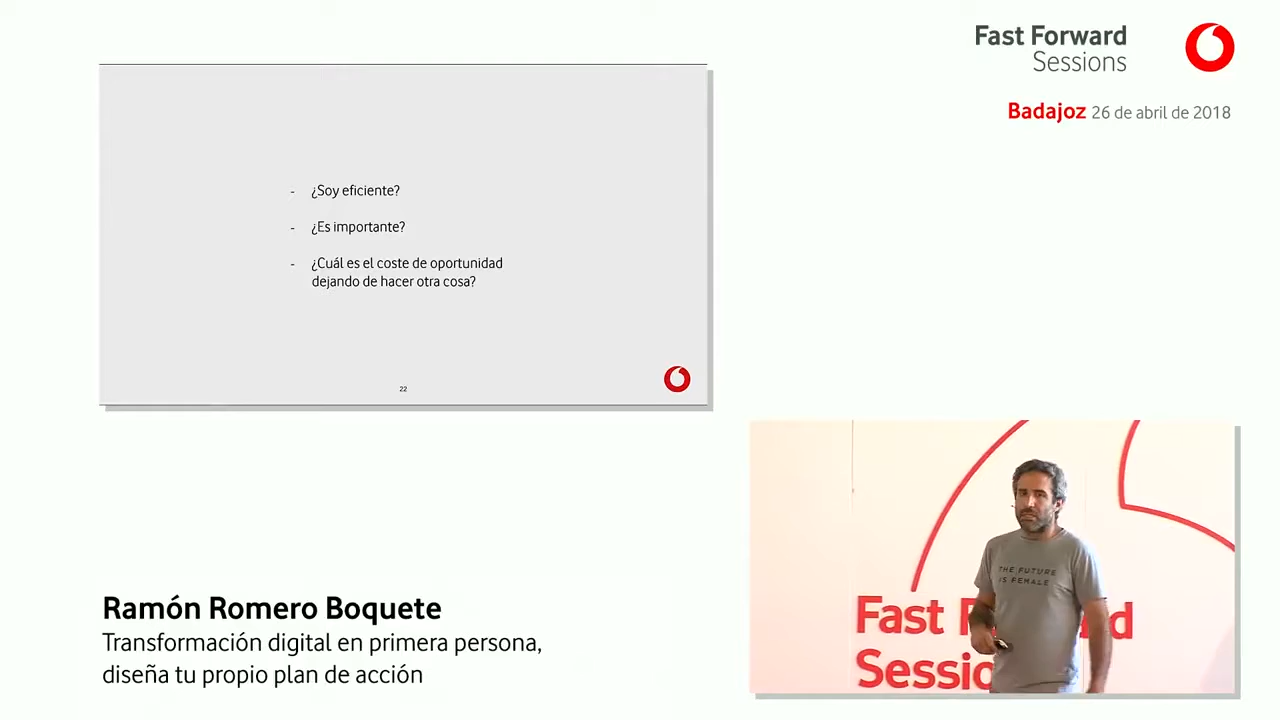 Fast Forward
Sessions
Badajoz 26 de abril de 2018
- ¿Soy eficiente?
- ¿Es importante?
- ¿Cuál es el coste de oportunidad
dejando de hacer otra cosa?
22
THE FUTURE
IS FEMALE
Fast F rd
Sessio
Ramón Romero Boquete
Transformación digital en primera persona,
diseña tu propio plan de acción